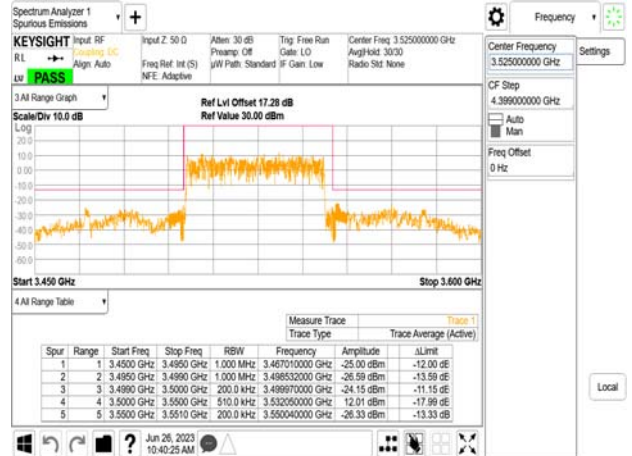 Spectrum Analyzer 1
Spurious Emissions
+
Frequency
KEYSIGHT
RL
PASS
Input: RF
Coupling: DC
Align: Auto
Input Z: 50 Ω
Freq Ref: Int (S)
NFE: Adaptive
Atten: 30 dB
Preamp: Off
µW Path: Standard
Trig: Free Run
Gate: LO
IF Gain: Low
Center Freq: 3.525000000 GHz
Avg|Hold: 30/30
Radio Std: None
Center Frequency
3.525000000 GHz
Settings
CF Step
4.399000000 GHz
Auto
Man
Freq Offset
0 Hz
Local
3 All Range Graph
Scale/Div 10.0 dB
Ref Lvl Offset 17.28 dB
Ref Value 30.00 dBm
Log
20.0
10.0
0.00
-10.0
-20.0
-30.0
-40.0
-50.0
-60.0
Start 3.450 GHz
Stop 3.600 GHz
4 All Range Table
Measure Trace Trace 1
Trace Type Trace Average (Active)
Spur Range Start Freq Stop Freq RBW Frequency Amplitude ΔLimit
1 1 3.4500 GHz 3.4950 GHz 1.000 MHz 3.467010000 GHz -25.00 dBm -12.00 dB
2 2 3.4950 GHz 3.4990 GHz 1.000 MHz 3.498532000 GHz -26.59 dBm -13.59 dB
3 3 3.4990 GHz 3.5000 GHz 200.0 kHz 3.499970000 GHz -24.15 dBm -11.15 dB
4 4 3.5000 GHz 3.5500 GHz 510.0 kHz 3.532050000 GHz 12.01 dBm -17.99 dB
5 5 3.5500 GHz 3.5510 GHz 200.0 kHz 3.550040000 GHz -26.33 dBm -13.33 dB
?
Jun 26, 2023
10:40:25 AM